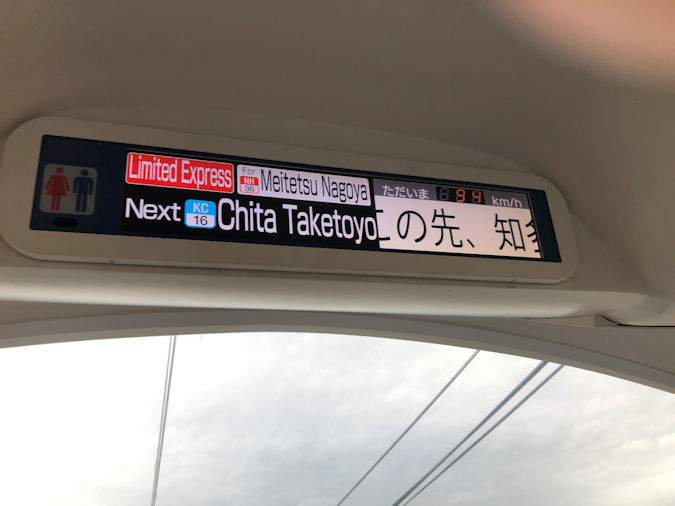 Limited Express For NH 36 Meitetsu Nagoya
ただいま 94 km/h
Next KC 16 Chita Taketoyo
この先、知